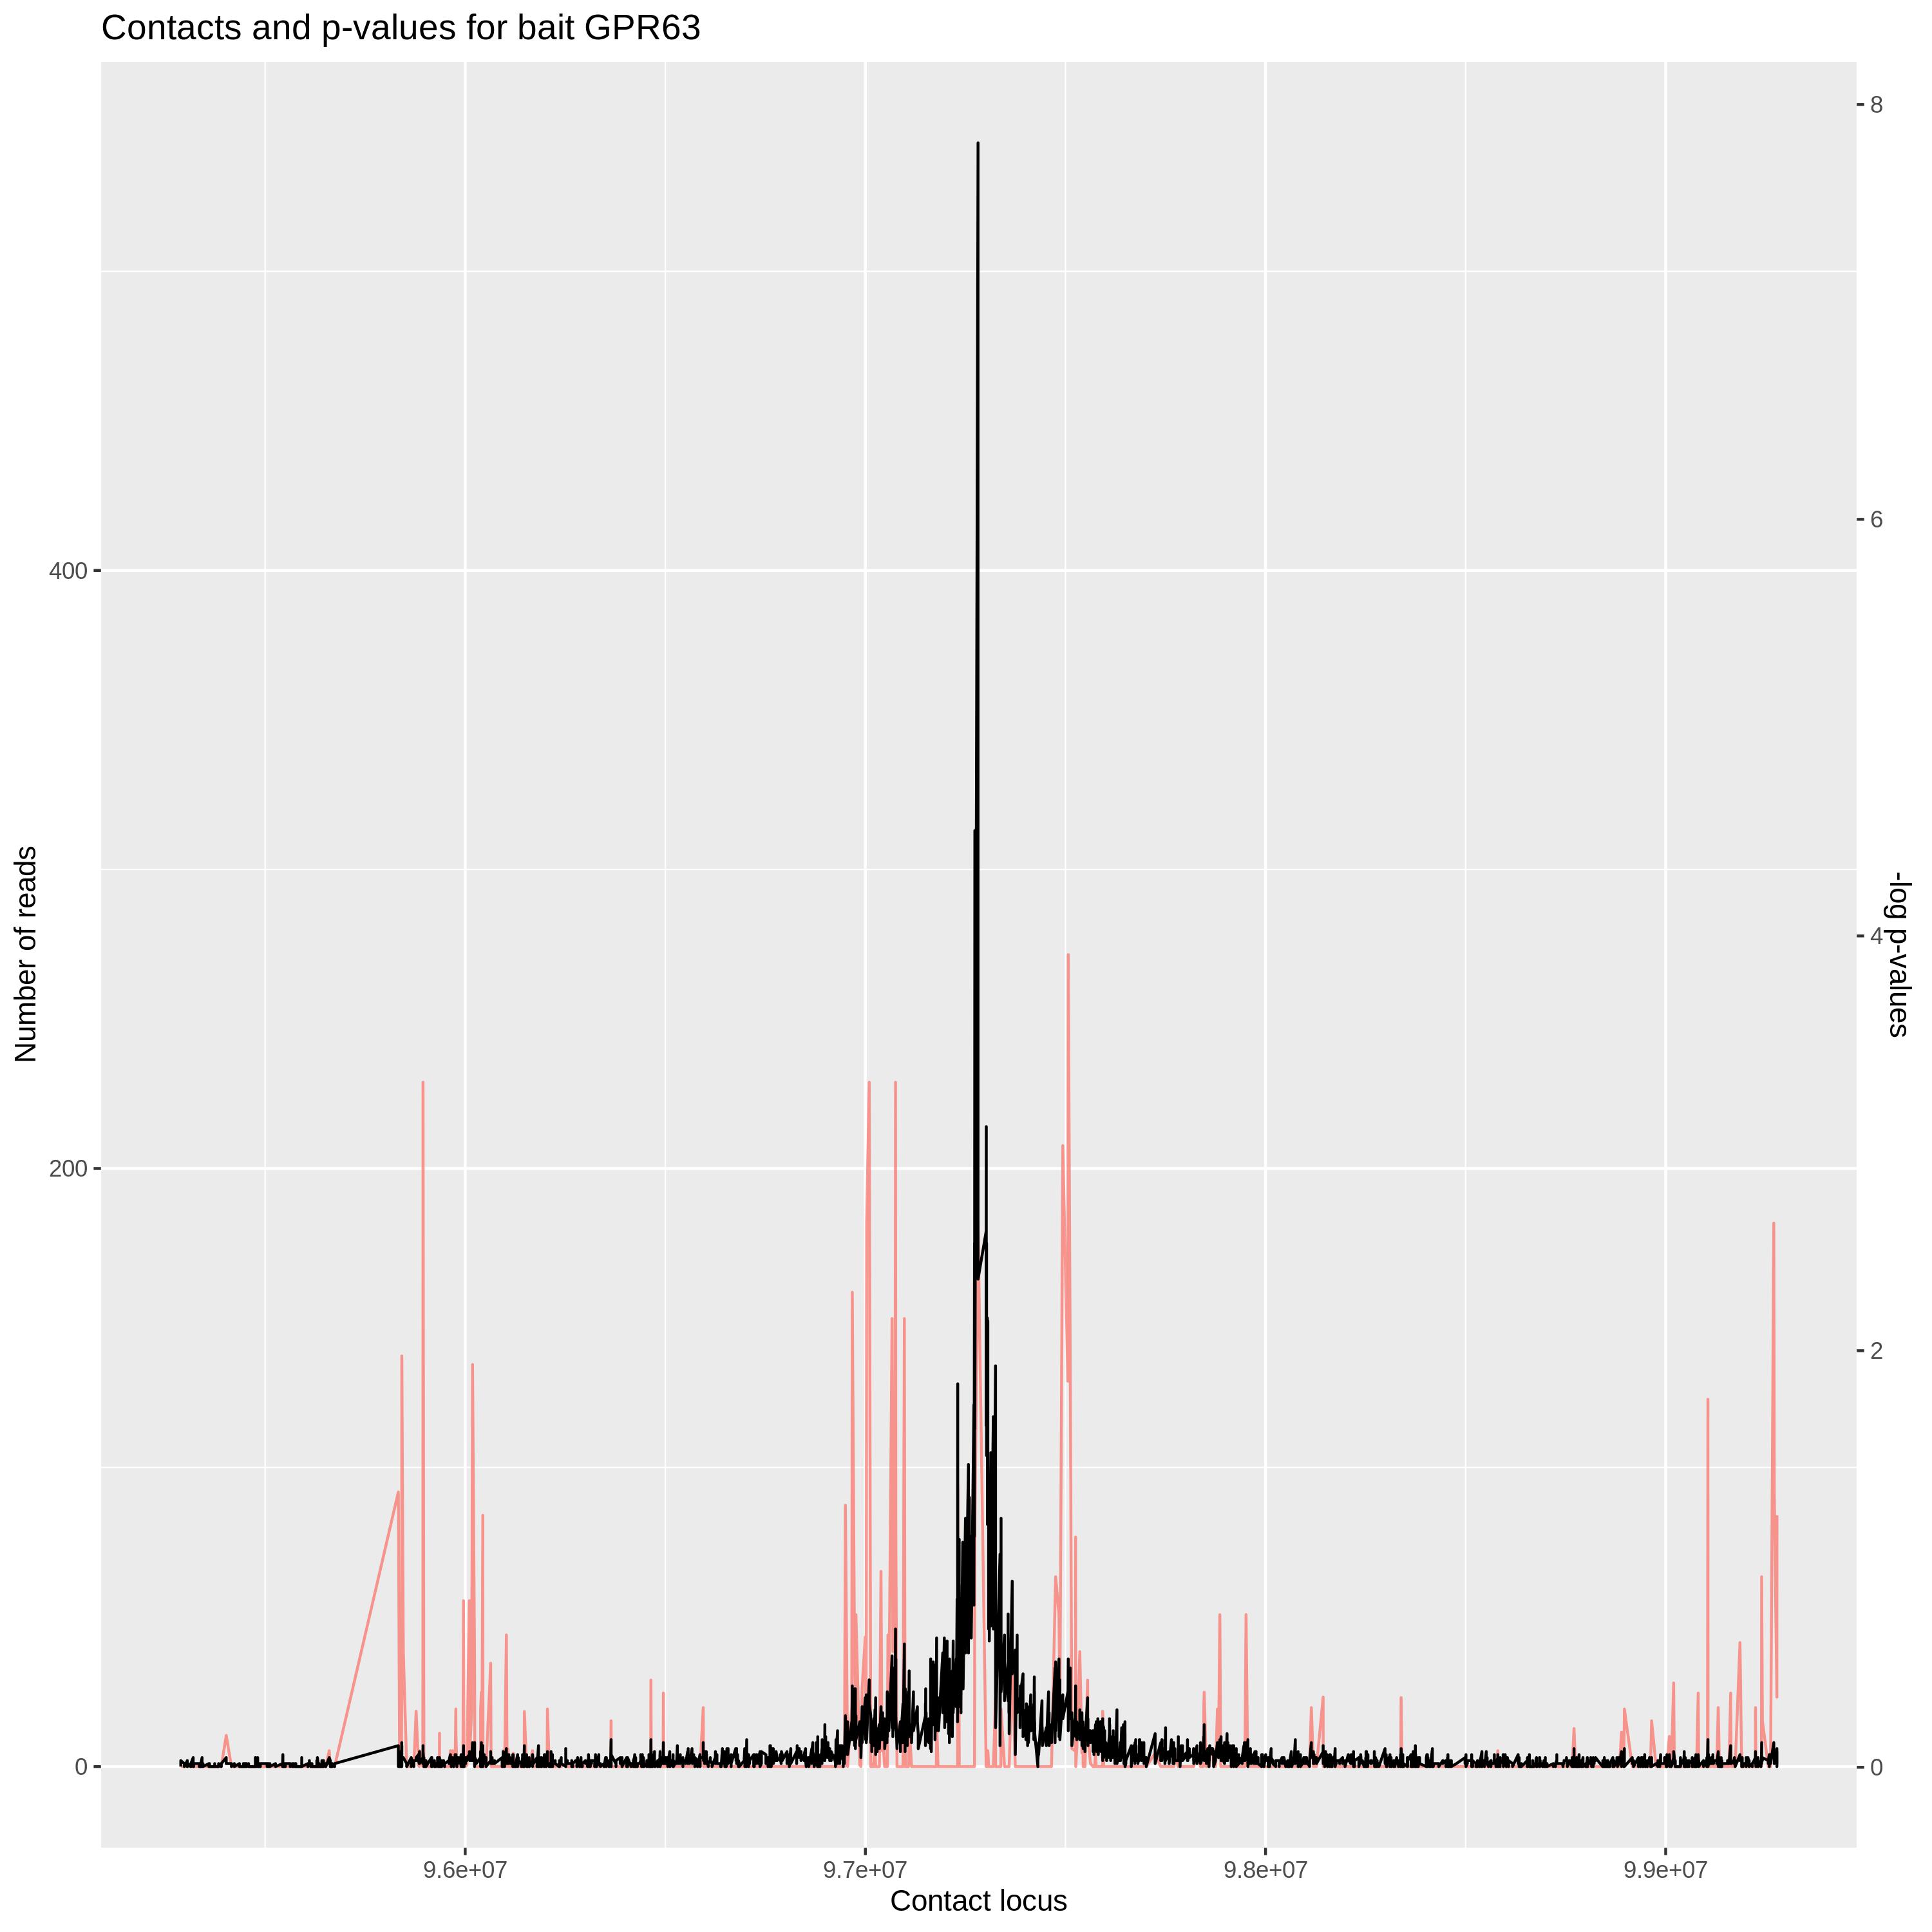 Contacts and p-values for bait GPR63
Number of reads
400
200
0
8
6
4
2
0
-log p-values
9.6e+07 9.7e+07 9.8e+07 9.9e+07
Contact locus